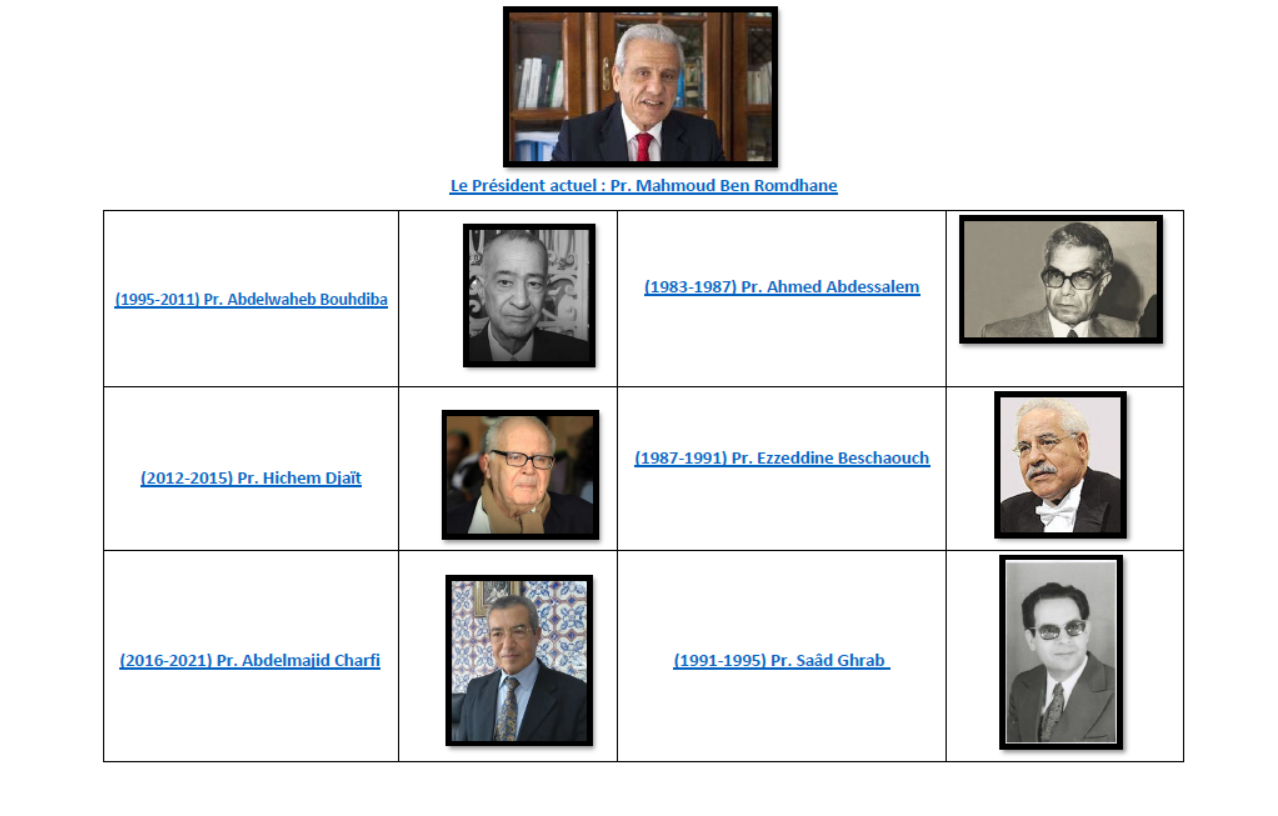 Le Président actuel : Pr. Mahmoud Ben Romdhane
(1995-2011) Pr. Abdelwaheb Bouhdiba
(1983-1987) Pr. Ahmed Abdessalem
(2012-2015) Pr. Hichem Djaït
(1987-1991) Pr. Ezzeddine Beschaouch
(2016-2021) Pr. Abdelmajid Charfi
(1991-1995) Pr. Saâd Ghrab